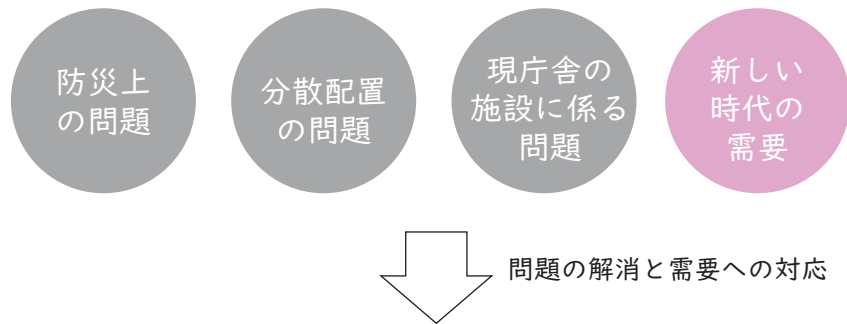 防災上
の問題
分散配置
の問題
現庁舎の
施設に係る
問題
新しい
時代の
需要
問題の解消と需要への対応